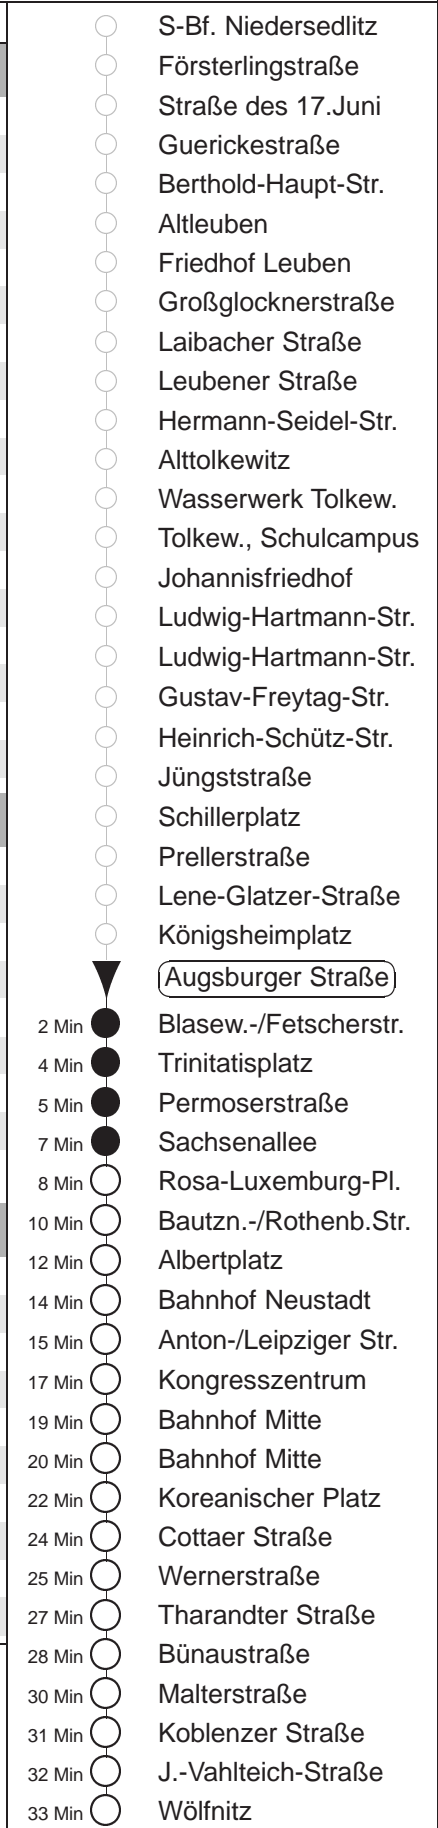 S-Bf. Niedersedlitz
Försterlingstraße
Straße des 17.Juni
Guerickestraße
Berthold-Haupt-Str.
Altleuben
Friedhof Leuben
Großglocknerstraße
Laibacher Straße
Leubener Straße
Hermann-Seidel-Str.
Alttolkewitz
Wasserwerk Tolkew.
Tolkew., Schulcampus
Johannisfriedhof
Ludwig-Hartmann-Str.
Ludwig-Hartmann-Str.
Gustav-Freytag-Str.
Heinrich-Schütz-Str.
Jüngststraße
Schillerplatz
Prellerstraße
Lene-Glatzer-Straße
Königsheimplatz
Augsburger Straße
2 Min Blasew.-/Fetscherstr.
4 Min Trinitatisplatz
5 Min Permoserstraße
7 Min Sachsenallee
8 Min Rosa-Luxemburg-Pl.
10 Min Bautzn.-/Rothenb.Str.
12 Min Albertplatz
14 Min Bahnhof Neustadt
15 Min Anton-/Leipziger Str.
17 Min Kongresszentrum
19 Min Bahnhof Mitte
20 Min Bahnhof Mitte
22 Min Koreanischer Platz
24 Min Cottaer Straße
25 Min Wernerstraße
27 Min Tharandter Straße
28 Min Bünaustraße
30 Min Malterstraße
31 Min Koblenzer Straße
32 Min J.-Vahlteich-Straße
33 Min Wölfnitz